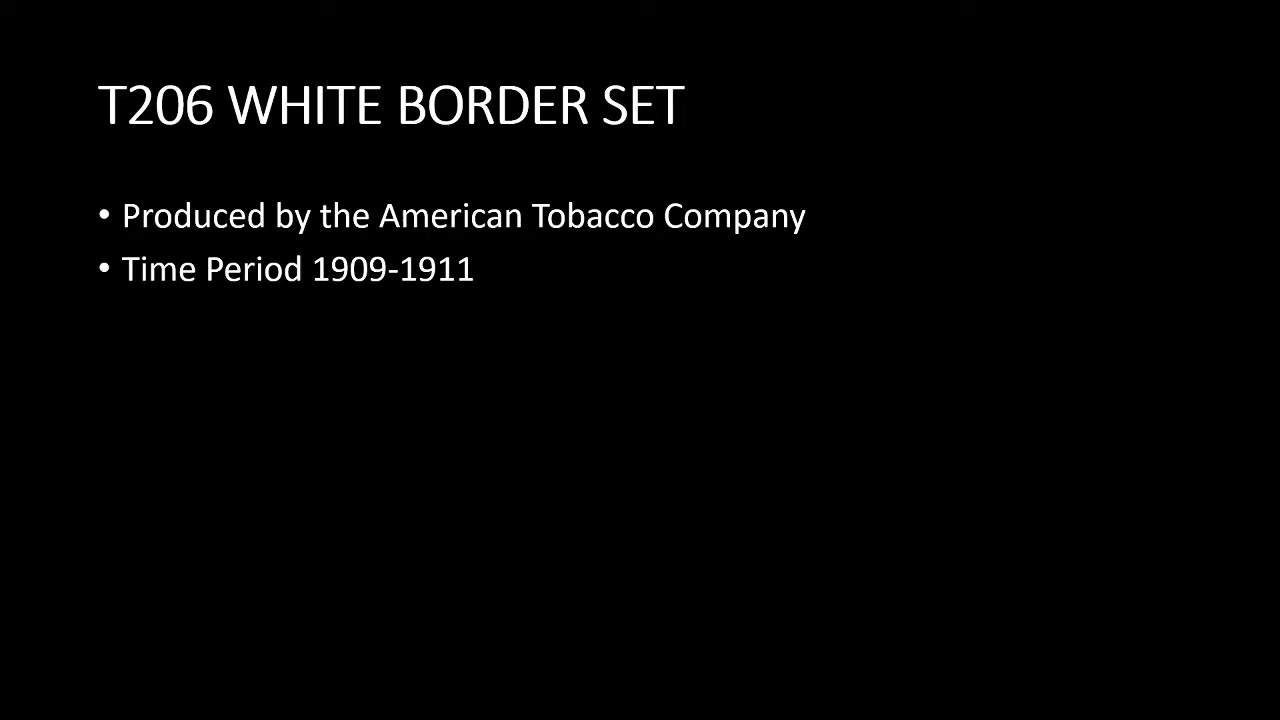 T206 WHITE BORDER SET
• Produced by the American Tobacco Company
• Time Period 1909-1911